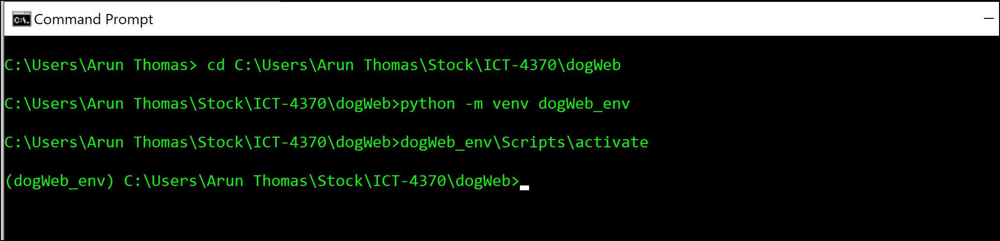 Command Prompt
C:\Users\Arun Thomas> cd C:\Users\Arun Thomas\Stock\ICT-4370\dogWeb
C:\Users\Arun Thomas\Stock\ICT-4370\dogWeb>python -m venv dogWeb_env
C:\Users\Arun Thomas\Stock\ICT-4370\dogWeb>dogWeb_env\Scripts\activate
(dogWeb_env) C:\Users\Arun Thomas\Stock\ICT-4370\dogWeb>